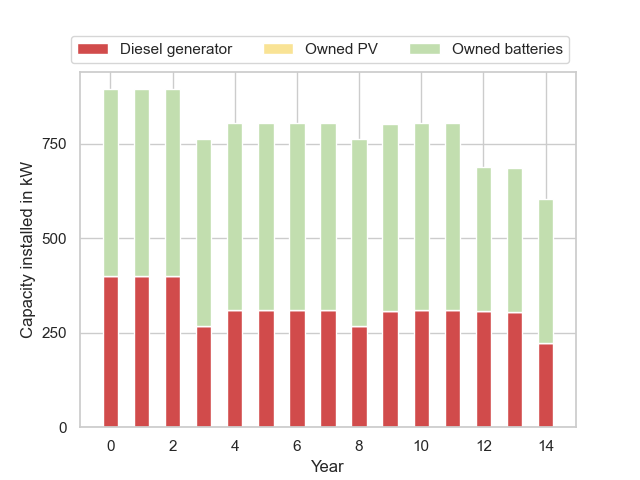 Diesel generator Owned PV Owned batteries
Capacity installed in kW
750
500
250
0
0 2 4 6 8 10 12 14
Year